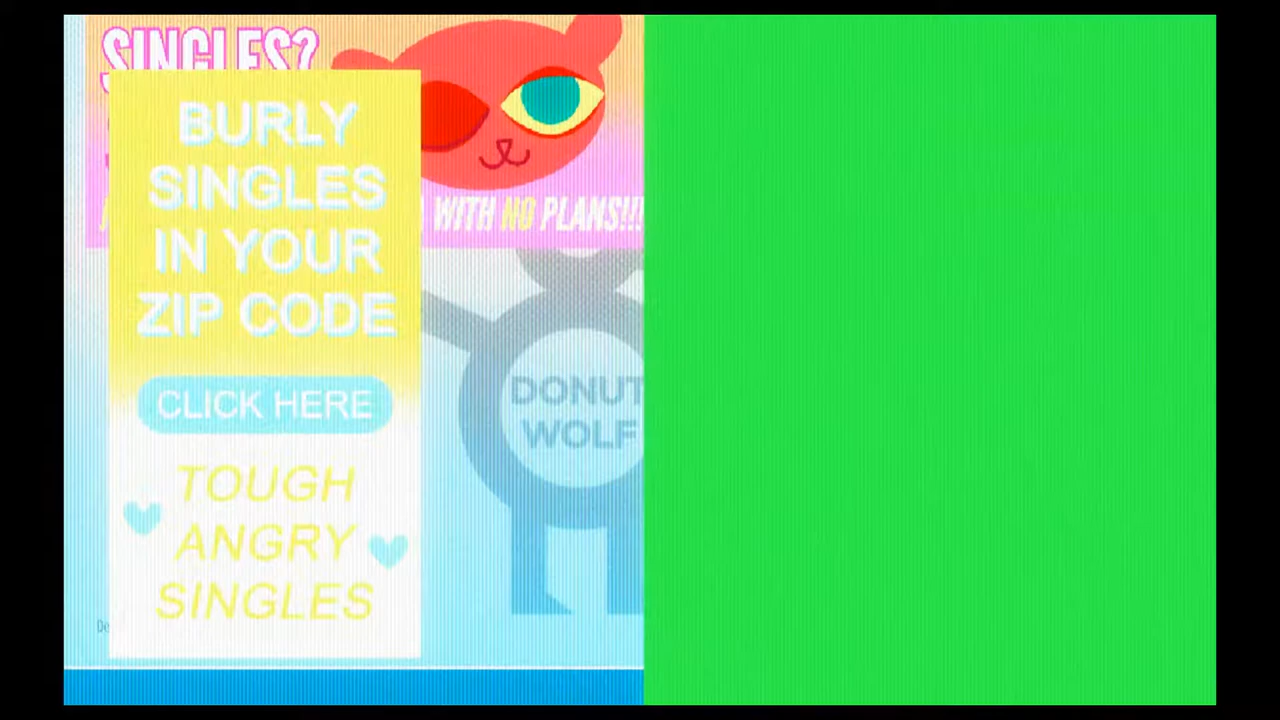 SINGLES?
BURLY
SINGLES
IN YOUR
ZIP CODE
WITH NO PLANS!!!
CLICK HERE
TOUGH
ANGRY
SINGLES
DONUT
WOLF